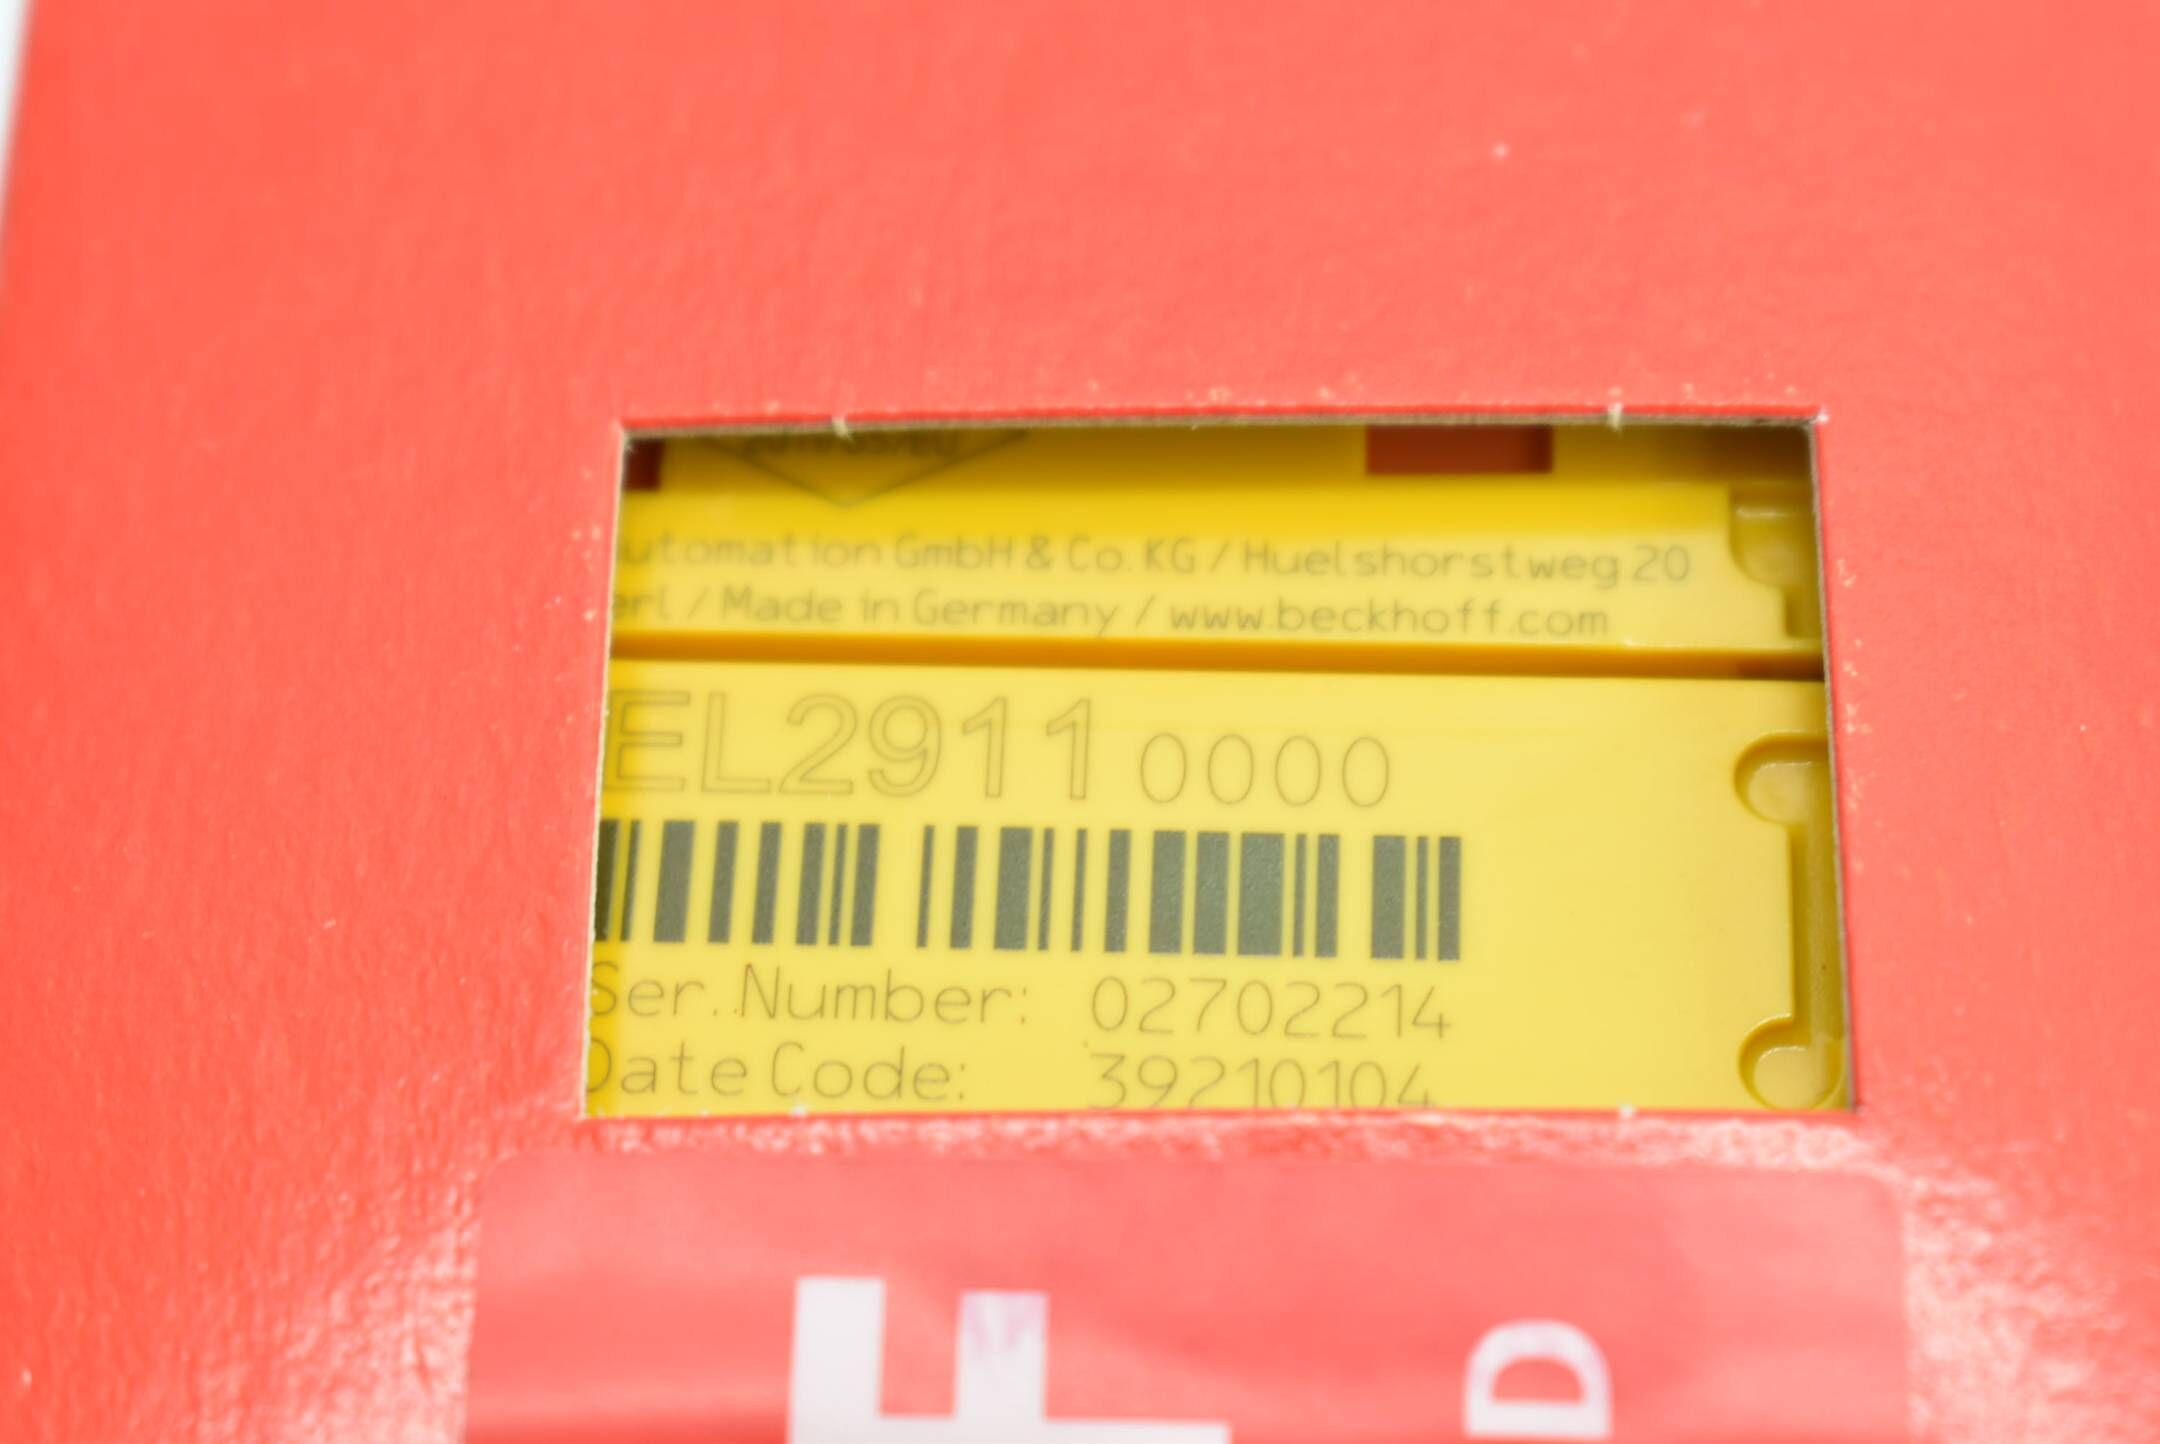 utomation GmbH & Co. KG / Huelshorstweg 20
erl / Made in Germany / www.beckhoff.com
EL2911 0000
Ser. Number: 02702214
Date Code: 39210104
F
D